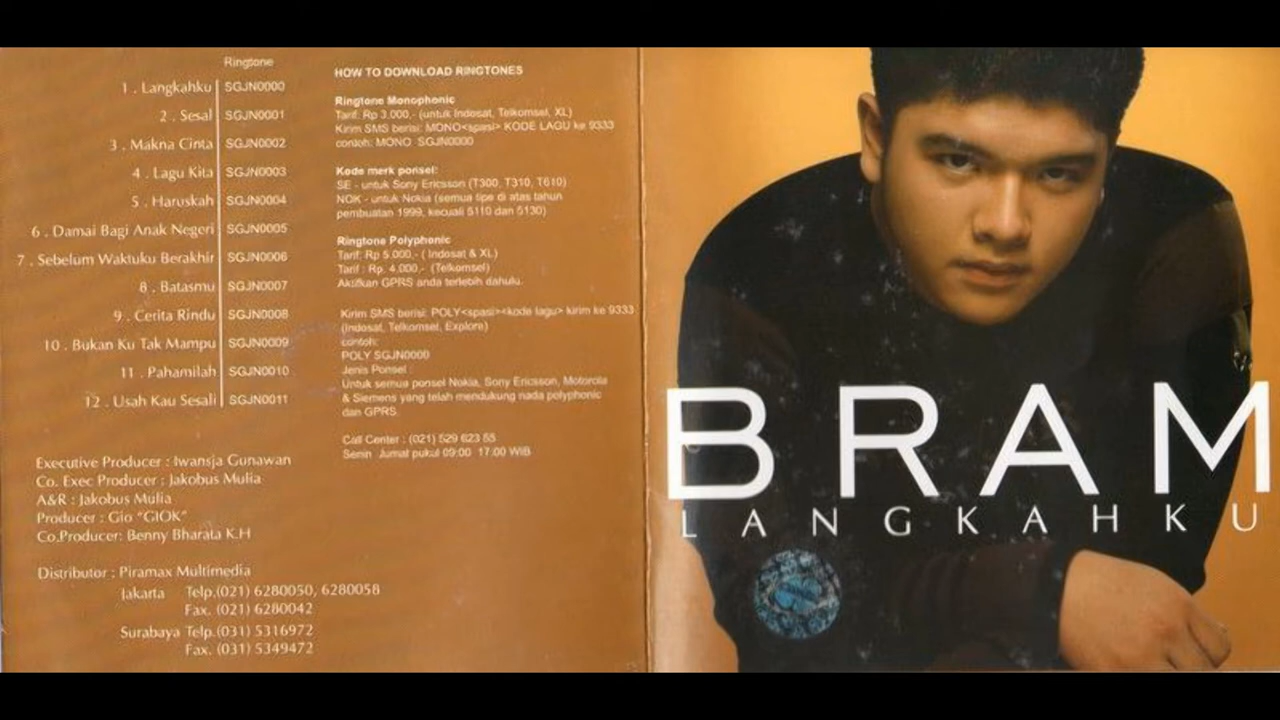 Ringtone
1 . Langkahku SGJN0000
2 . Sesal SGJN0001
3 . Makna Cinta SGJN0002
4 . Lagu Kita SGJN0003
5 . Haruskah SGJN0004
6 . Damai Bagi Anak Negeri SGJN0005
7 . Sebelum Waktuku Berakhir SGJN0006
8 . Batasmu SGJN0007
9 . Cerita Rindu SGJN0008
10 . Bukan Ku Tak Mampu SGJN0009
11 . Pahamilah SGJN0010
12 . Usah Kau Sesali SGJN0011
Executive Producer : Iwansja Gunawan
Co. Exec Producer : Jakobus Mulia
A&R : Jakobus Mulia
Producer : Gio "GIOK"
Co.Producer: Benny Bharata K.H
Distributor : Piramax Multimedia
Jakarta Telp.(021) 6280050, 6280058
Fax. (021) 6280042
Surabaya Telp.(031) 5316972
Fax. (031) 5349472
HOW TO DOWNLOAD RINGTONES
Ringtone Monophonic
Tarif: Rp 3.000,- (untuk Indosat, Telkomsel, XL)
Kirim SMS berisi: MONO<spasi> KODE LAGU ke 9333
contoh: MONO SGJN0000
Kode merk ponsel:
SE - untuk Sony Ericsson (T300, T310, T610)
NOK - untuk Nokia (semua tipe di atas tahun
pembuatan 1999, kecuali 5110 dan 5130)
Ringtone Polyphonic
Tarif: Rp 5.000,- ( Indosat & XL)
Tarif : Rp. 4.000,- (Telkomsel)
Aktifkan GPRS anda terlebih dahulu.
Kirim SMS berisi: POLY<spasi><kode lagu> kirim ke 9333
(Indosat, Telkomsel, Explore)
contoh:
POLY SGJN0000
Jenis Ponsel :
Untuk semua ponsel Nokia, Sony Ericsson, Motorola
& Siemens yang telah mendukung nada polyphonic
dan GPRS
Call Center : (021) 529 623 55
Senin Jumat pukul 09:00 17.00 WIB
BRAM
LANGKAHKU